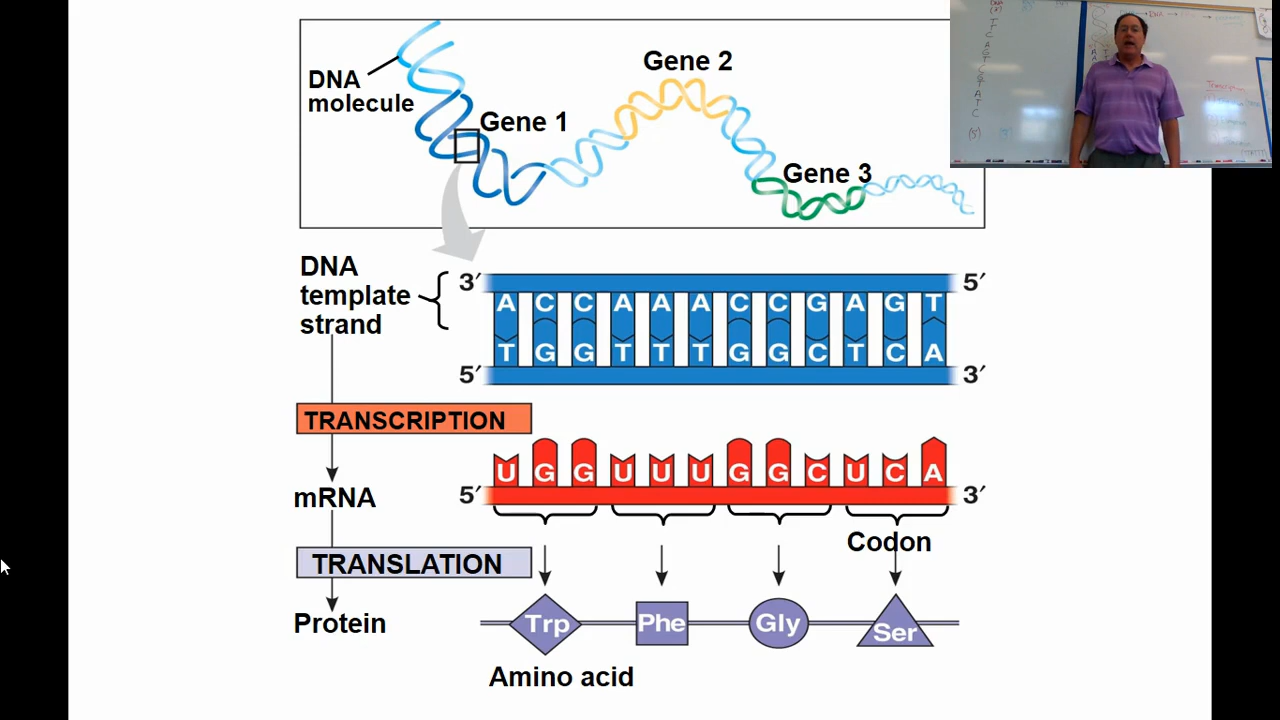 DNA
molecule
Gene 1
Gene 2
Gene 3
DNA
template
strand
3′ 5′
A C C A A A C C G A G T
T G G T T T G G C T C A
5′ 3′
TRANSCRIPTION
U G G U U U G G C U C A
mRNA
5′ 3′
Codon
TRANSLATION
Protein
Trp Phe Gly Ser
Amino acid